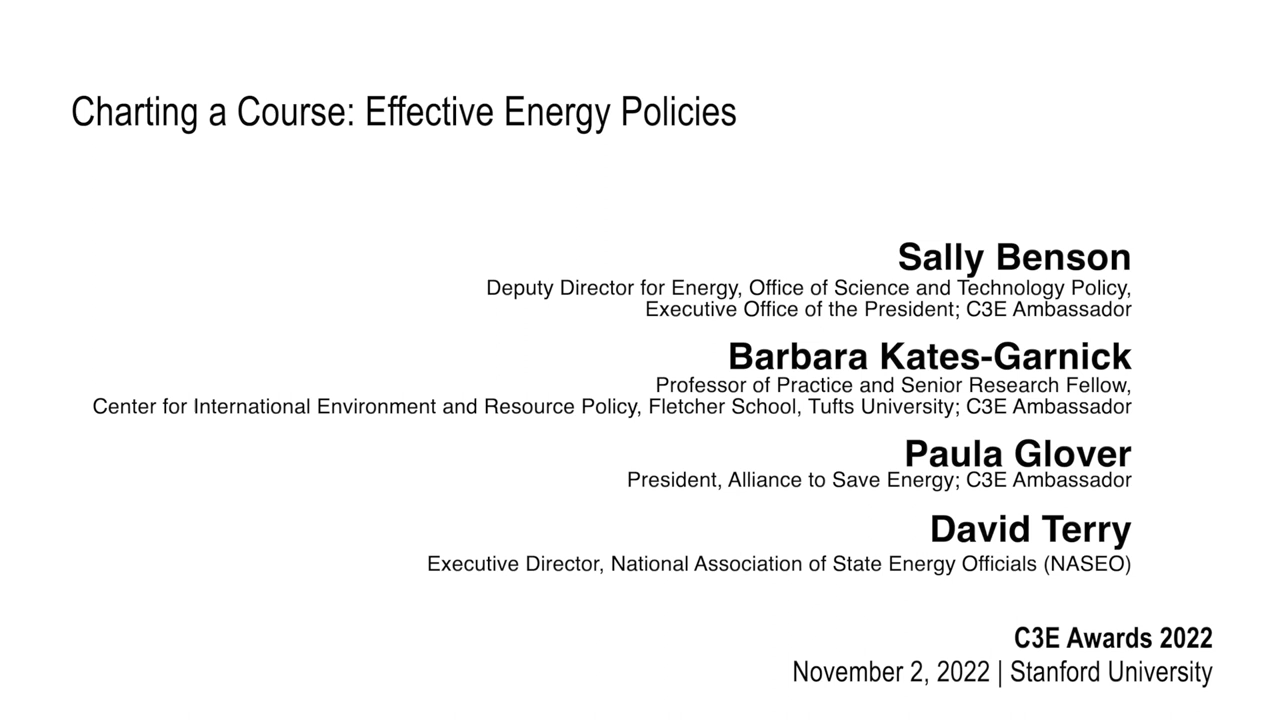 Charting a Course: Effective Energy Policies
Sally Benson
Deputy Director for Energy, Office of Science and Technology Policy,
Executive Office of the President; C3E Ambassador
Barbara Kates-Garnick
Professor of Practice and Senior Research Fellow,
Center for International Environment and Resource Policy, Fletcher School, Tufts University; C3E Ambassador
Paula Glover
President, Alliance to Save Energy; C3E Ambassador
David Terry
Executive Director, National Association of State Energy Officials (NASEO)
C3E Awards 2022
November 2, 2022 | Stanford University